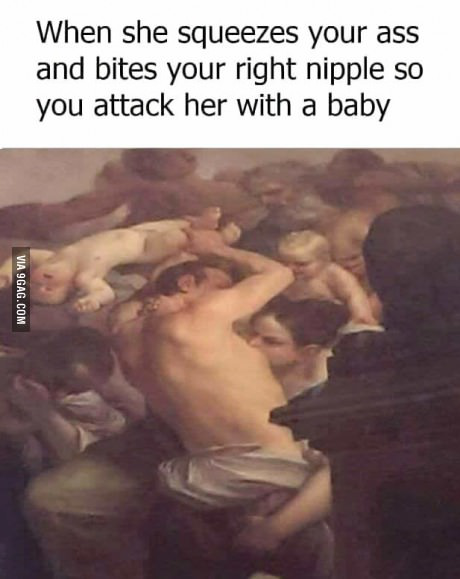 When she squeezes your ass
and bites your right nipple so
you attack her with a baby
VIA 9GAG.COM